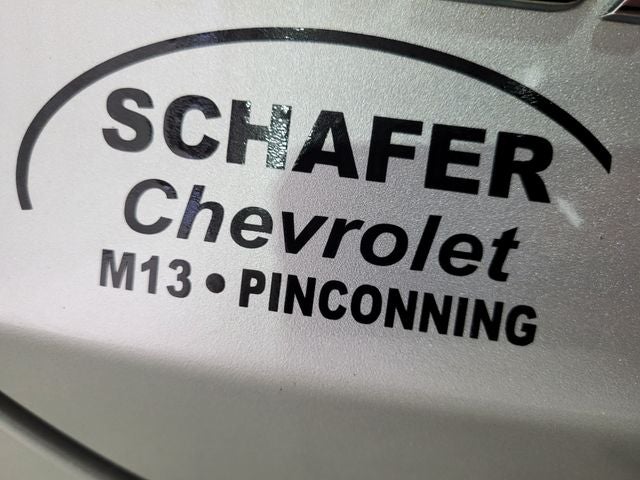 SCHAFER
Chevrolet
M13 • PINCONNING